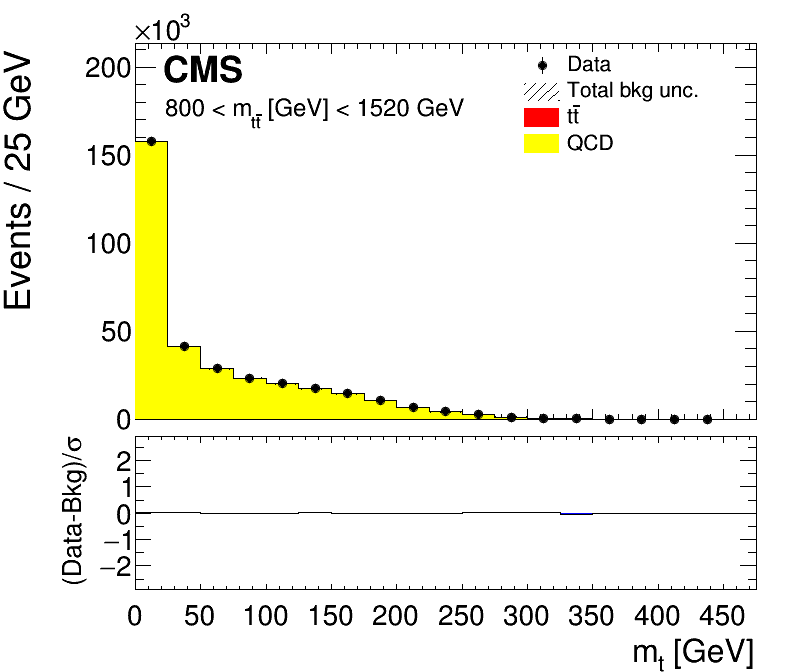 ×10³
Events / 25 GeV
200
150
100
50
0
CMS
800 < m_tt̄ [GeV] < 1520 GeV
Data
Total bkg unc.
tt̄
QCD
(Data-Bkg)/σ
2
1
0
−1
−2
0 50 100 150 200 250 300 350 400 450
m_t [GeV]